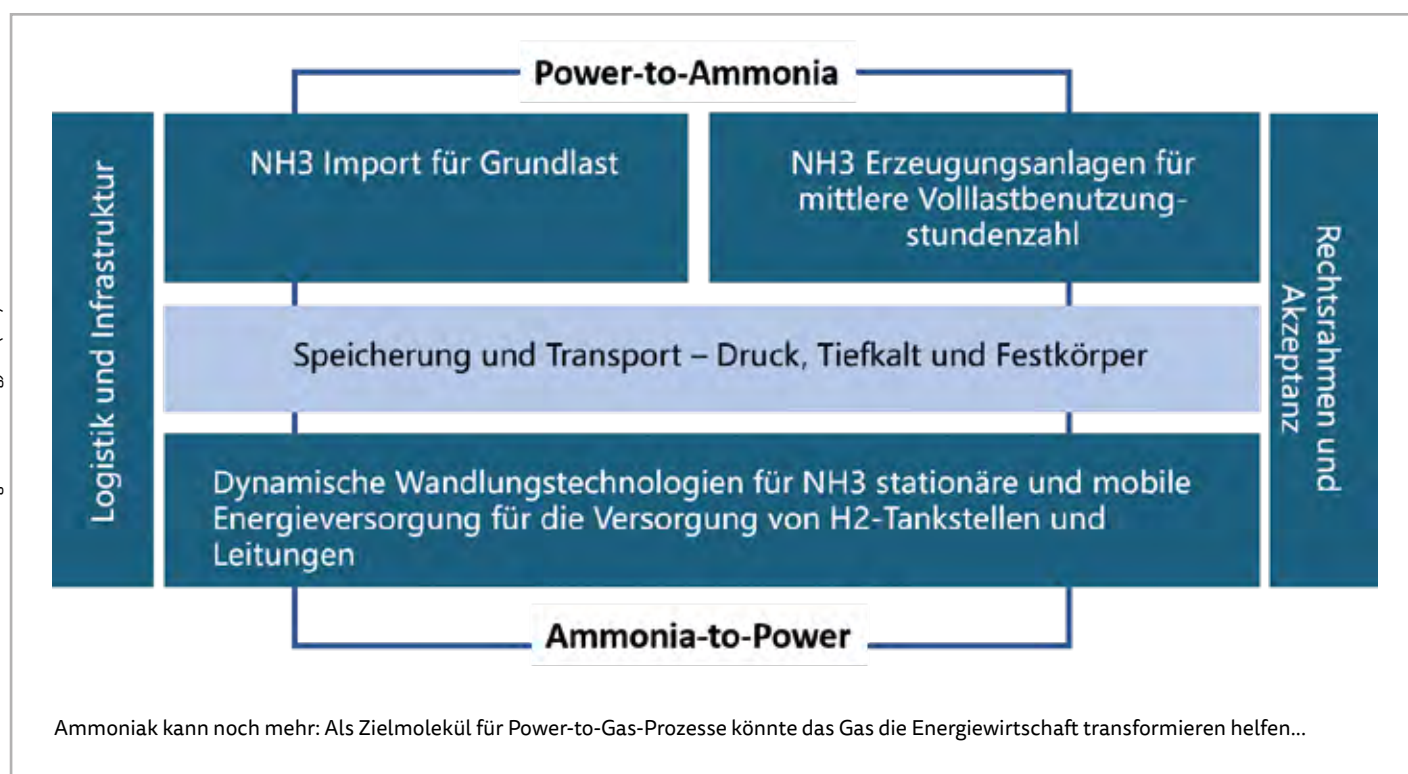 Power-to-Ammonia
Logistik und Infrastruktur
NH3 Import für Grundlast
NH3 Erzeugungsanlagen für
mittlere Volllastbenutzung-
stundenzahl
Rechtsrahmen und
Akzeptanz
Speicherung und Transport – Druck, Tiefkalt und Festkörper
Dynamische Wandlungstechnologien für NH3 stationäre und mobile
Energieversorgung für die Versorgung von H2-Tankstellen und
Leitungen
Ammonia-to-Power
Ammoniak kann noch mehr: Als Zielmolekül für Power-to-Gas-Prozesse könnte das Gas die Energiewirtschaft transformieren helfen...